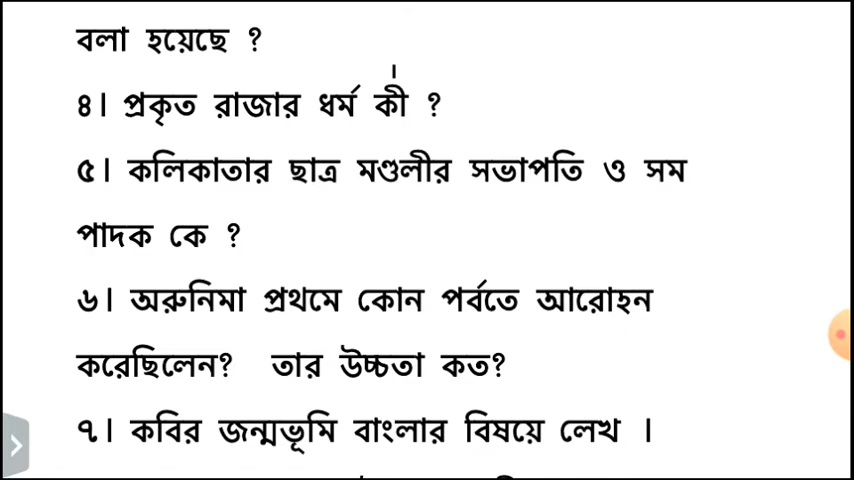 বলা হয়েছে ?
৪। প্রকৃত রাজার ধর্ম কী ?
৫। কলিকাতার ছাত্র মণ্ডলীর সভাপতি ও সম
পাদক কে ?
৬। অরুনিমা প্রথমে কোন পর্বতে আরোহন
করেছিলেন? তার উচ্চতা কত?
৭। কবির জন্মভূমি বাংলার বিষয়ে লেখ ।